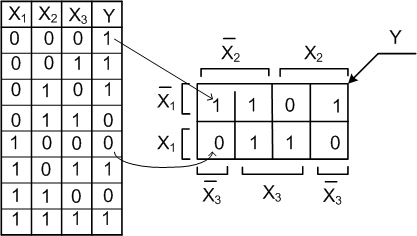 X₁ X₂ X₃ Y
0 0 0 1
0 0 1 1
0 1 0 1
0 1 1 0
1 0 0 0
1 0 1 1
1 1 0 0
1 1 1 1
Y
X̅₂ X₂
X̅₁ 1 1 0 1
X₁ 0 1 1 0
X̅₃ X₃ X̅₃